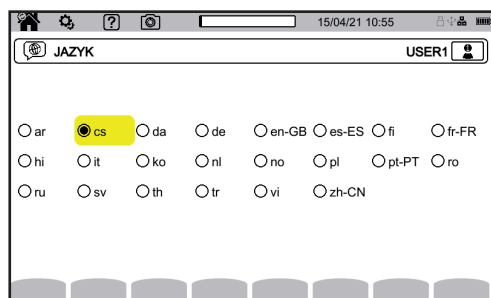 15/04/21 10:55
JAZYK USER1
ar cs da de en-GB es-ES fi fr-FR
hi it ko nl no pl pt-PT ro
ru sv th tr vi zh-CN